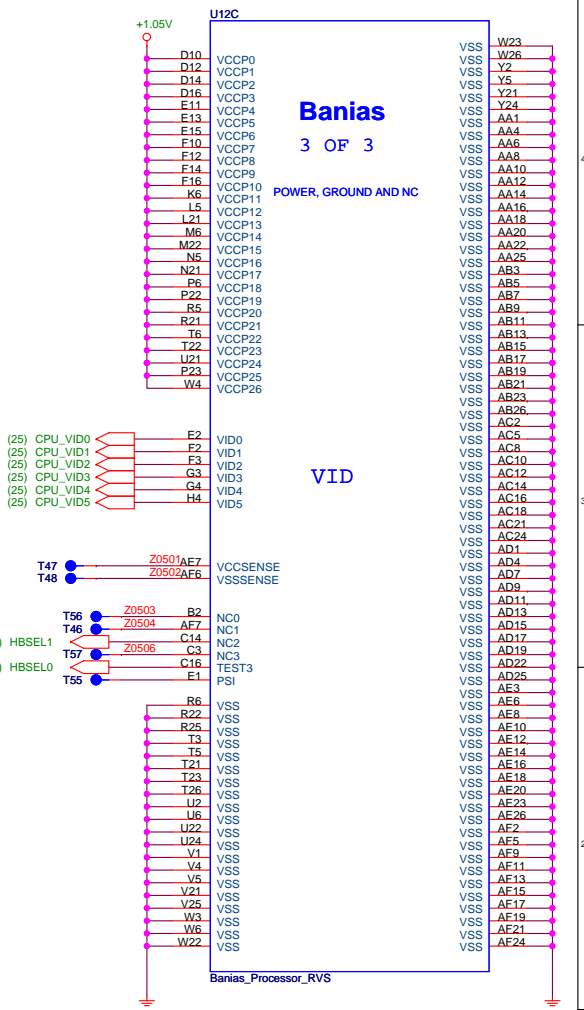 U12C
+1.05V
D10 VCCP0
D12 VCCP1
D14 VCCP2
D16 VCCP3
E11 VCCP4
E13 VCCP5
E15 VCCP6
F10 VCCP7
F12 VCCP8
F14 VCCP9
F16 VCCP10
K6 VCCP11
L5 VCCP12
L21 VCCP13
M6 VCCP14
M22 VCCP15
N5 VCCP16
N21 VCCP17
P6 VCCP18
P22 VCCP19
R5 VCCP20
R21 VCCP21
T6 VCCP22
T22 VCCP23
U21 VCCP24
P23 VCCP25
W4 VCCP26
(25) CPU_VID0 E2 VID0
(25) CPU_VID1 F2 VID1
(25) CPU_VID2 F3 VID2
(25) CPU_VID3 G3 VID3
(25) CPU_VID4 G4 VID4
(25) CPU_VID5 H4 VID5
T47 Z0501 AE7 VCCSENSE
T48 Z0502 AF6 VSSSENSE
T56 Z0503 B2 NC0
T46 Z0504 AF7 NC1
) HBSEL1 C14 NC2
T57 Z0506 C3 NC3
) HBSEL0 C16 TEST3
T55 E1 PSI
R6 VSS
R22 VSS
R25 VSS
T3 VSS
T5 VSS
T21 VSS
T23 VSS
T26 VSS
U2 VSS
U6 VSS
U22 VSS
U24 VSS
V1 VSS
V4 VSS
V5 VSS
V21 VSS
V25 VSS
W3 VSS
W6 VSS
W22 VSS
Banias
3 OF 3
POWER, GROUND AND NC
VID
VSS W23
VSS W26
VSS Y2
VSS Y5
VSS Y21
VSS Y24
VSS AA1
VSS AA4
VSS AA6
VSS AA8
VSS AA10
VSS AA12
VSS AA14
VSS AA16
VSS AA18
VSS AA20
VSS AA22
VSS AA25
VSS AB3
VSS AB5
VSS AB7
VSS AB9
VSS AB11
VSS AB13
VSS AB15
VSS AB17
VSS AB19
VSS AB21
VSS AB23
VSS AB26
VSS AC2
VSS AC5
VSS AC8
VSS AC10
VSS AC12
VSS AC14
VSS AC16
VSS AC18
VSS AC21
VSS AC24
VSS AD1
VSS AD4
VSS AD7
VSS AD9
VSS AD11
VSS AD13
VSS AD15
VSS AD17
VSS AD19
VSS AD22
VSS AD25
VSS AE3
VSS AE6
VSS AE8
VSS AE10
VSS AE12
VSS AE14
VSS AE16
VSS AE18
VSS AE20
VSS AE23
VSS AE26
VSS AF2
VSS AF5
VSS AF9
VSS AF11
VSS AF13
VSS AF15
VSS AF17
VSS AF19
VSS AF21
VSS AF24
Banias_Processor_RVS